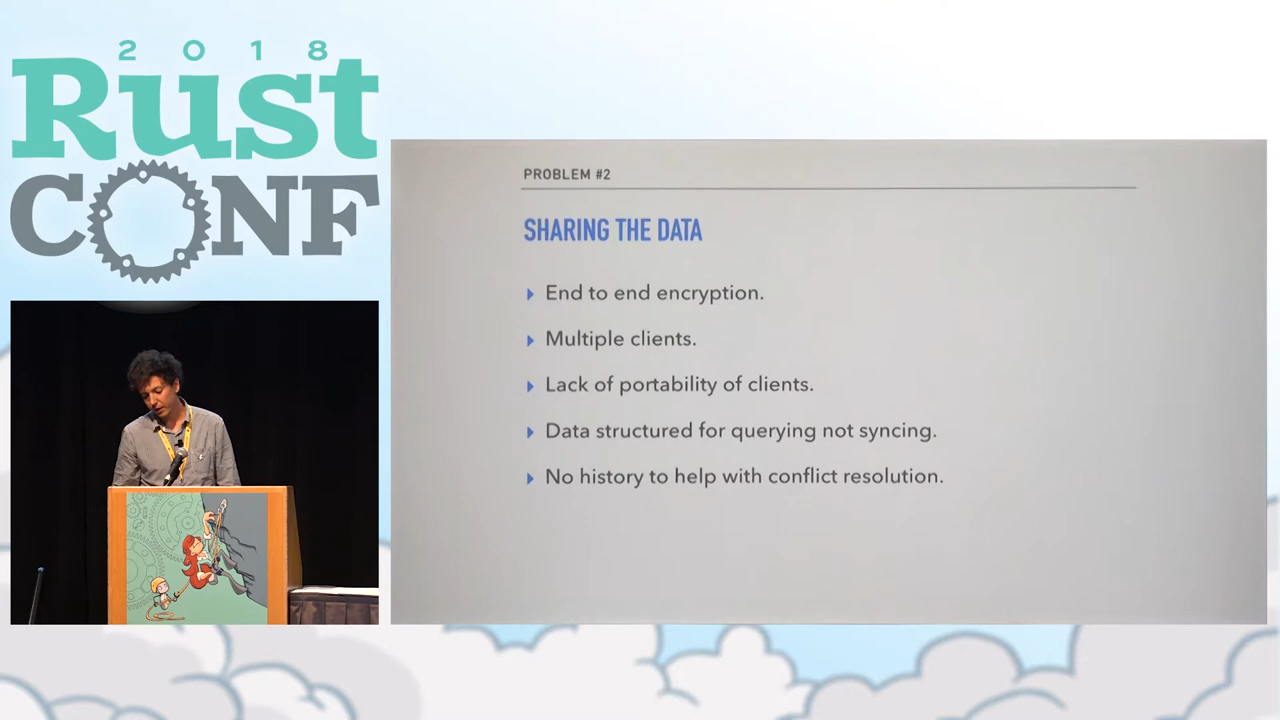 2018
Rust
CONF
PROBLEM #2
SHARING THE DATA
End to end encryption.
Multiple clients.
Lack of portability of clients.
Data structured for querying not syncing.
No history to help with conflict resolution.